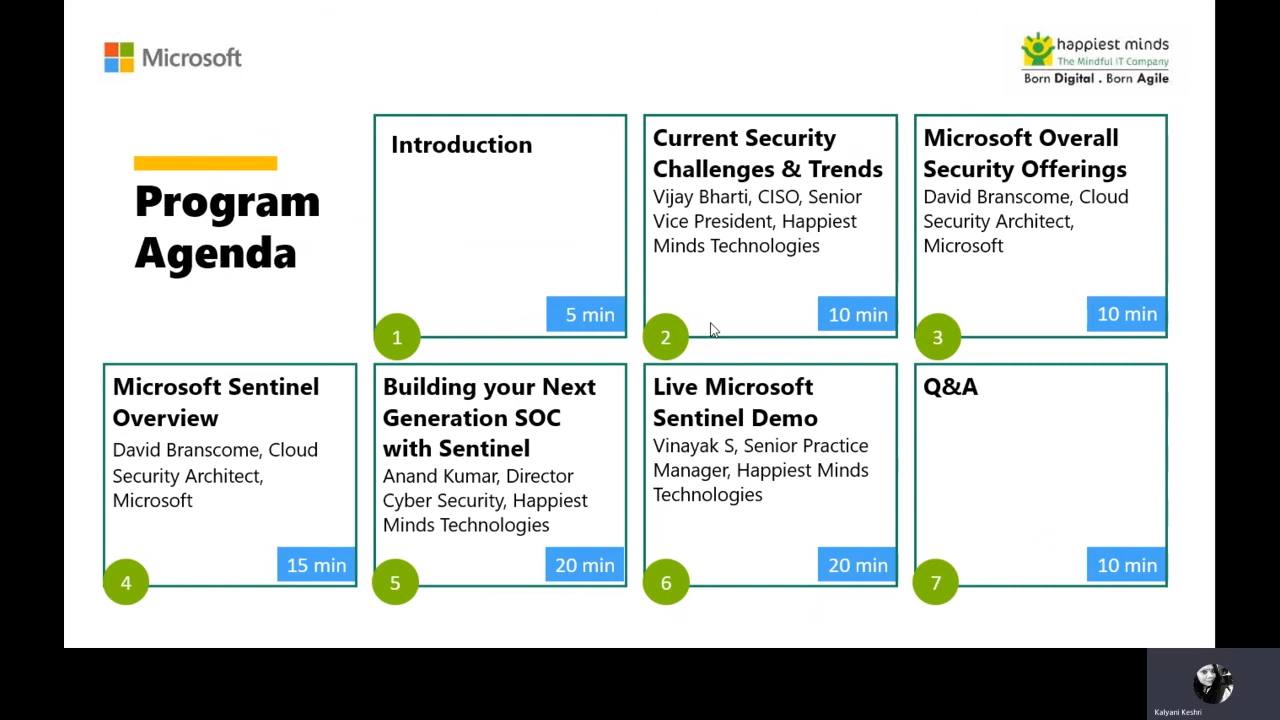 Microsoft
happiest minds
The Mindful IT Company
Born Digital . Born Agile
Program
Agenda
Introduction
5 min
1
Current Security
Challenges & Trends
Vijay Bharti, CISO, Senior
Vice President, Happiest
Minds Technologies
10 min
2
Microsoft Overall
Security Offerings
David Branscome, Cloud
Security Architect,
Microsoft
10 min
3
Microsoft Sentinel
Overview
David Branscome, Cloud
Security Architect,
Microsoft
15 min
4
Building your Next
Generation SOC
with Sentinel
Anand Kumar, Director
Cyber Security, Happiest
Minds Technologies
20 min
5
Live Microsoft
Sentinel Demo
Vinayak S, Senior Practice
Manager, Happiest Minds
Technologies
20 min
6
Q&A
10 min
7
Kalyani Keshri